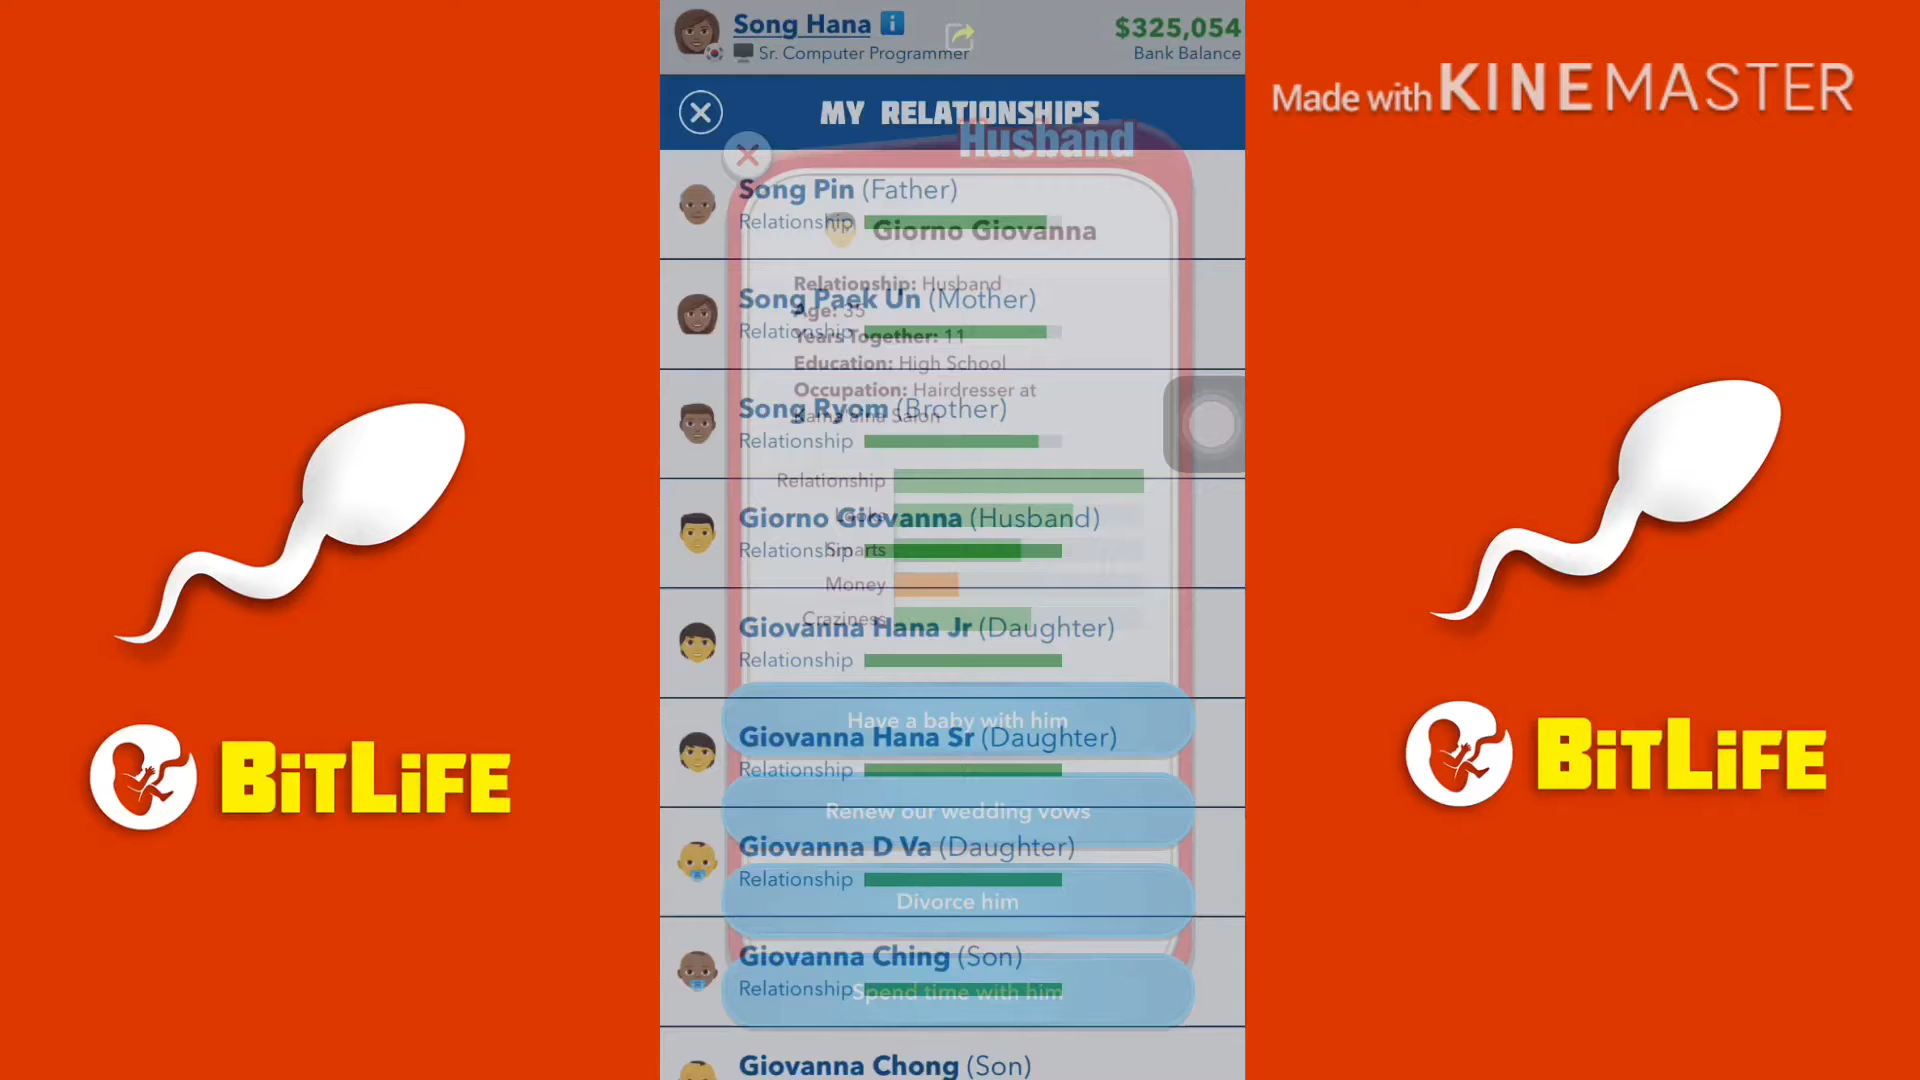 Song Hana i
Sr. Computer Programmer
$325,054
Bank Balance
Made with KINEMASTER
MY RELATIONSHIPS
Husband
Song Pin (Father)
Relationship
Giorno Giovanna
Relationship: Husband
Song Paek Un (Mother)
Age: 35
Relationship
Years Together: 11
Education: High School
Occupation: Hairdresser at
Song Ryom (Brother)
Salon
Relationship
Relationship
Giorno Giovanna (Husband)
Looks
Relationship
Smarts
Money
Craziness
Giovanna Hana Jr (Daughter)
Relationship
Have a baby with him
Giovanna Hana Sr (Daughter)
Relationship
Renew our wedding vows
Giovanna D Va (Daughter)
Relationship
Divorce him
Giovanna Ching (Son)
Relationship
Spend time with him
Giovanna Chong (Son)
BitLiFE
BitLiFE